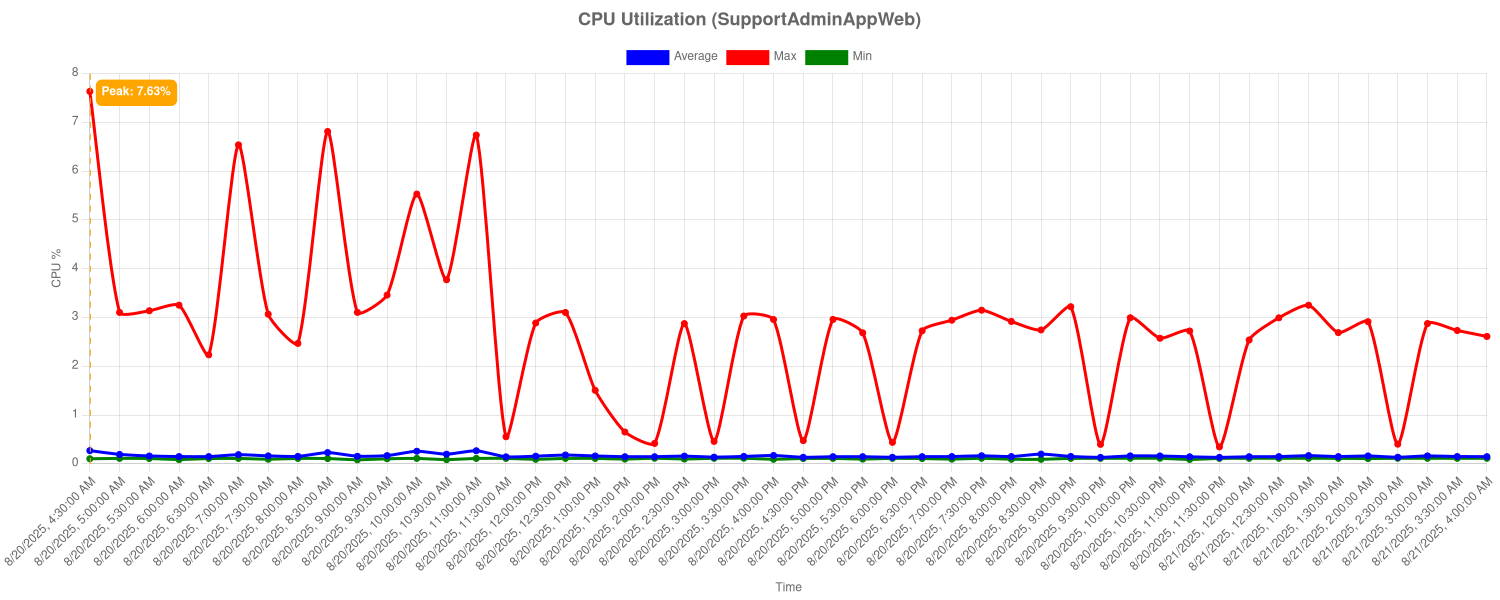 CPU Utilization (SupportAdminAppWeb)
Average Max Min
Peak: 7.63%
CPU %
8
7
6
5
4
3
2
1
0
8/20/2025, 4:30:00 AM
8/20/2025, 5:00:00 AM
8/20/2025, 5:30:00 AM
8/20/2025, 6:00:00 AM
8/20/2025, 6:30:00 AM
8/20/2025, 7:00:00 AM
8/20/2025, 7:30:00 AM
8/20/2025, 8:00:00 AM
8/20/2025, 8:30:00 AM
8/20/2025, 9:00:00 AM
8/20/2025, 9:30:00 AM
8/20/2025, 10:00:00 AM
8/20/2025, 10:30:00 AM
8/20/2025, 11:00:00 AM
8/20/2025, 11:30:00 AM
8/20/2025, 12:00:00 PM
8/20/2025, 12:30:00 PM
8/20/2025, 1:00:00 PM
8/20/2025, 1:30:00 PM
8/20/2025, 2:00:00 PM
8/20/2025, 2:30:00 PM
8/20/2025, 3:00:00 PM
8/20/2025, 3:30:00 PM
8/20/2025, 4:00:00 PM
8/20/2025, 4:30:00 PM
8/20/2025, 5:00:00 PM
8/20/2025, 5:30:00 PM
8/20/2025, 6:00:00 PM
8/20/2025, 6:30:00 PM
8/20/2025, 7:00:00 PM
8/20/2025, 7:30:00 PM
8/20/2025, 8:00:00 PM
8/20/2025, 8:30:00 PM
8/20/2025, 9:00:00 PM
8/20/2025, 9:30:00 PM
8/20/2025, 10:00:00 PM
8/20/2025, 10:30:00 PM
8/20/2025, 11:00:00 PM
8/20/2025, 11:30:00 PM
8/21/2025, 12:00:00 AM
8/21/2025, 12:30:00 AM
8/21/2025, 1:00:00 AM
8/21/2025, 1:30:00 AM
8/21/2025, 2:00:00 AM
8/21/2025, 2:30:00 AM
8/21/2025, 3:00:00 AM
8/21/2025, 3:30:00 AM
8/21/2025, 4:00:00 AM
Time